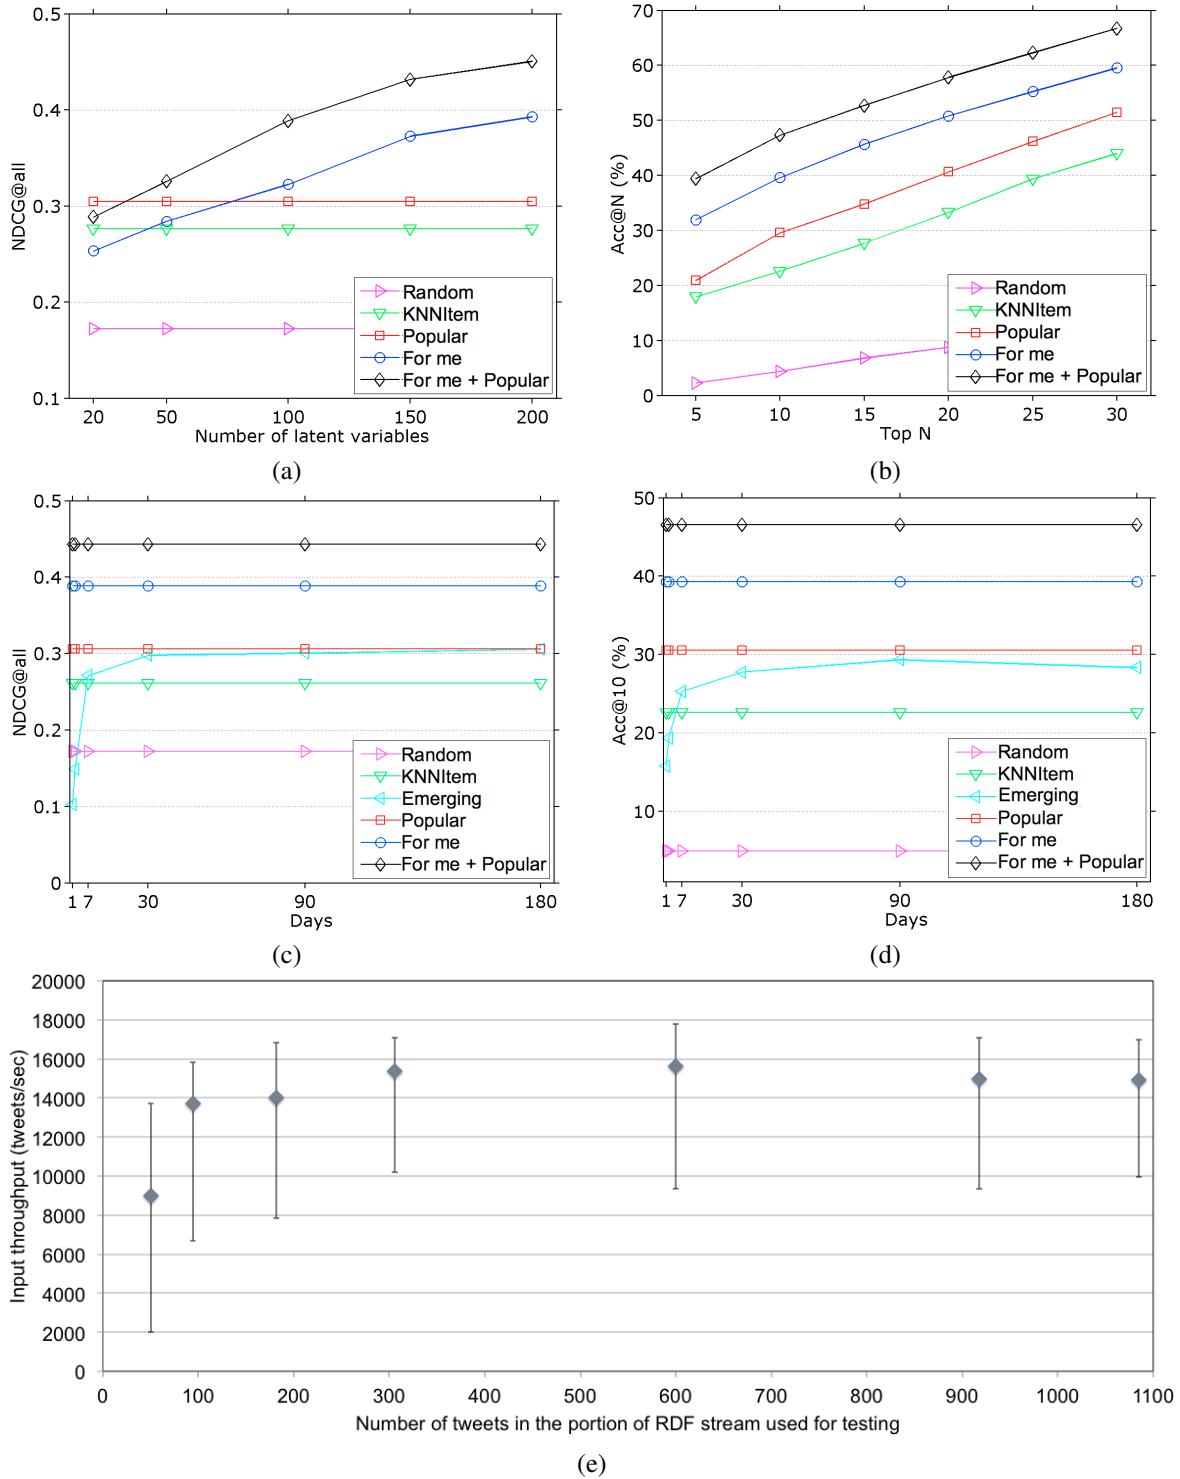 0.5
0.4
0.3
0.2
0.1
NDCG@all
20 50 100 150 200
Number of latent variables
Random
KNNItem
Popular
For me
For me + Popular
(a)
70
60
50
40
30
20
10
0
Acc@N (%)
5 10 15 20 25 30
Top N
Random
KNNItem
Popular
For me
For me + Popular
(b)
0.5
0.4
0.3
0.2
0.1
0
NDCG@all
1 7 30 90 180
Days
Random
KNNItem
Emerging
Popular
For me
For me + Popular
(c)
50
40
30
20
10
Acc@10 (%)
1 7 30 90 180
Days
Random
KNNItem
Emerging
Popular
For me
For me + Popular
(d)
20000
18000
16000
14000
12000
10000
8000
6000
4000
2000
0
Input throughput (tweets/sec)
0 100 200 300 400 500 600 700 800 900 1000 1100
Number of tweets in the portion of RDF stream used for testing
(e)